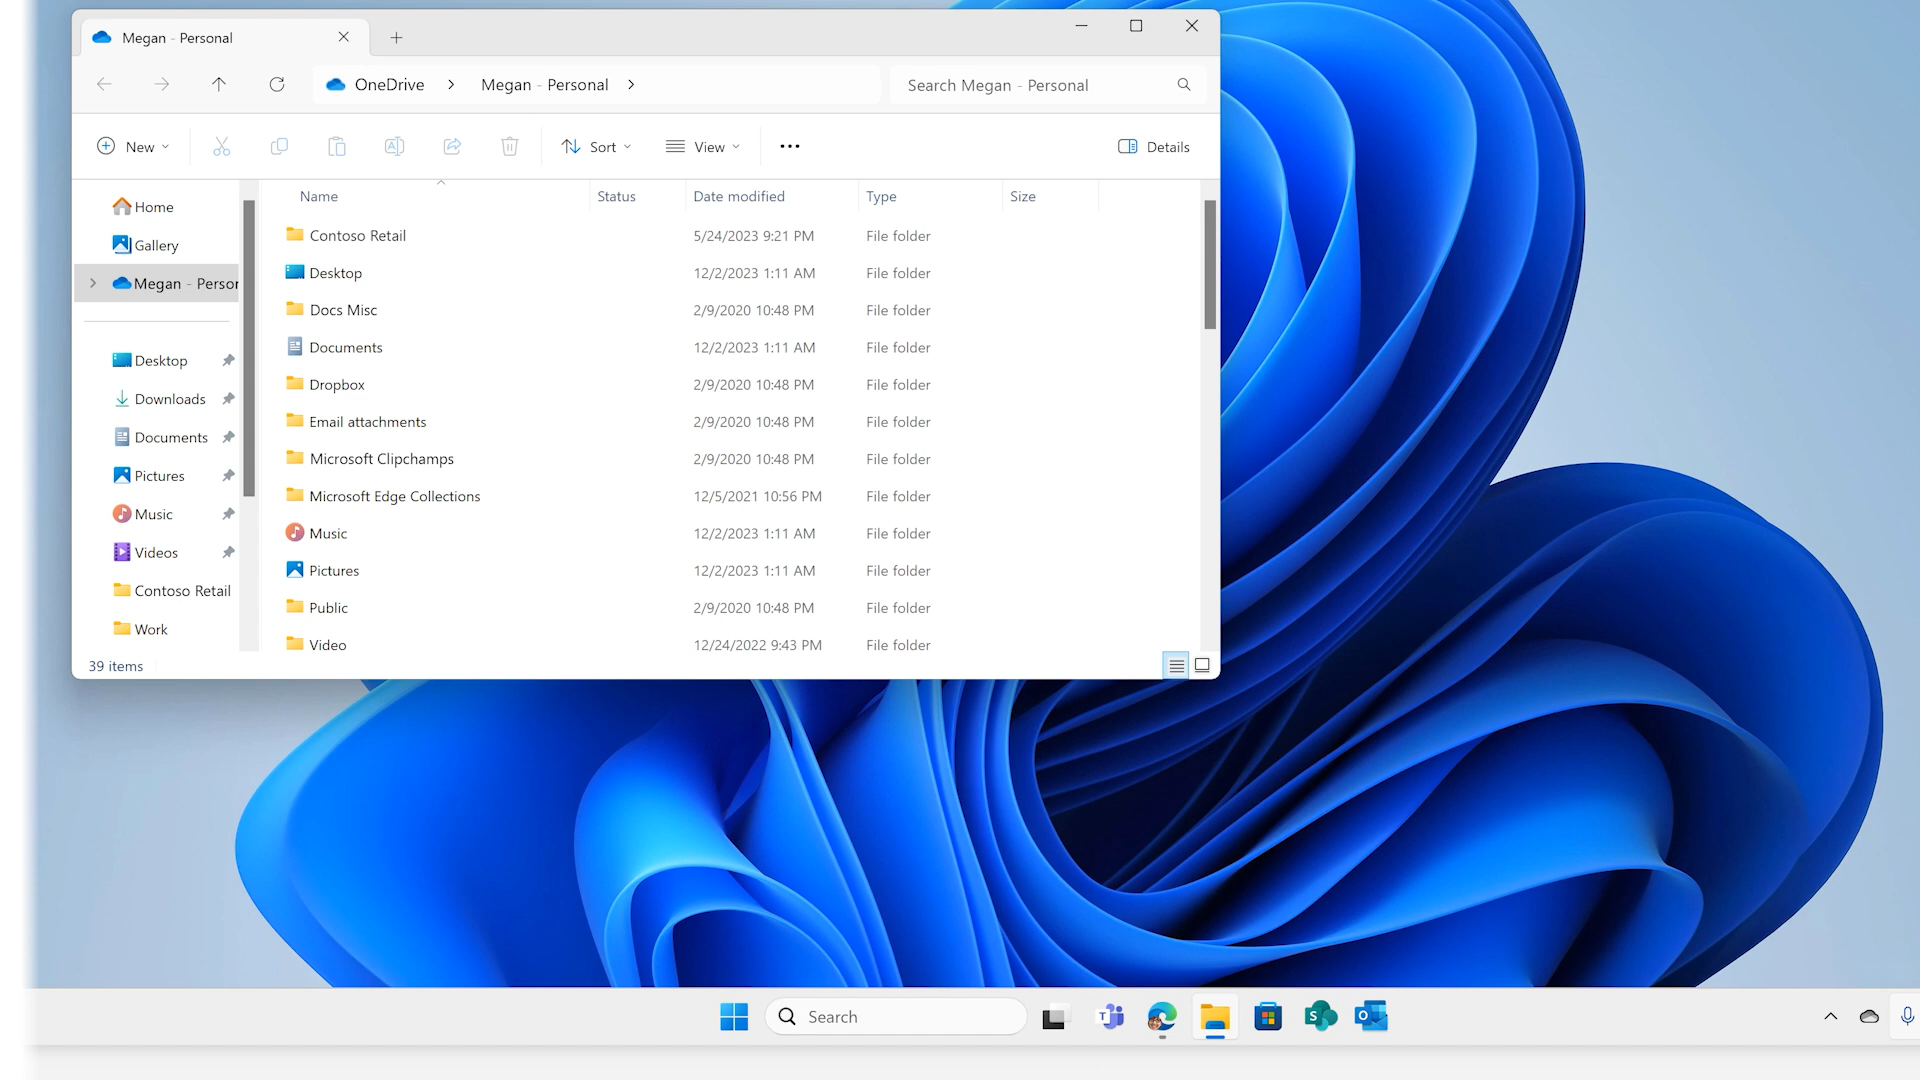 Megan - Personal
OneDrive > Megan - Personal >
Search Megan - Personal
New
Sort
View
Details
Name Status Date modified Type Size
Home
Gallery
Megan - Person
Desktop
Downloads
Documents
Pictures
Music
Videos
Contoso Retail
Work
Contoso Retail 5/24/2023 9:21 PM File folder
Desktop 12/2/2023 1:11 AM File folder
Docs Misc 2/9/2020 10:48 PM File folder
Documents 12/2/2023 1:11 AM File folder
Dropbox 2/9/2020 10:48 PM File folder
Email attachments 2/9/2020 10:48 PM File folder
Microsoft Clipchamps 2/9/2020 10:48 PM File folder
Microsoft Edge Collections 12/5/2021 10:56 PM File folder
Music 12/2/2023 1:11 AM File folder
Pictures 12/2/2023 1:11 AM File folder
Public 2/9/2020 10:48 PM File folder
Video 12/24/2022 9:43 PM File folder
39 items
Search